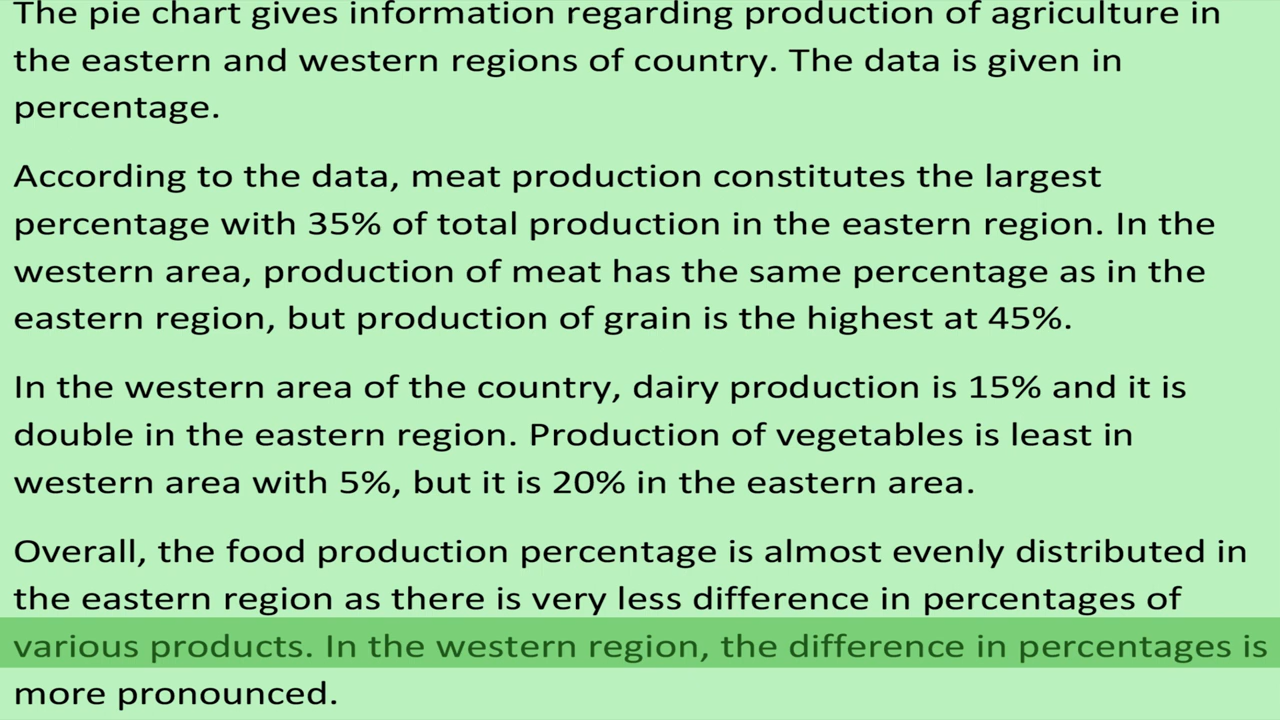 The pie chart gives information regarding production of agriculture in
the eastern and western regions of country. The data is given in
percentage.
According to the data, meat production constitutes the largest
percentage with 35% of total production in the eastern region. In the
western area, production of meat has the same percentage as in the
eastern region, but production of grain is the highest at 45%.
In the western area of the country, dairy production is 15% and it is
double in the eastern region. Production of vegetables is least in
western area with 5%, but it is 20% in the eastern area.
Overall, the food production percentage is almost evenly distributed in
the eastern region as there is very less difference in percentages of
various products. In the western region, the difference in percentages is
more pronounced.